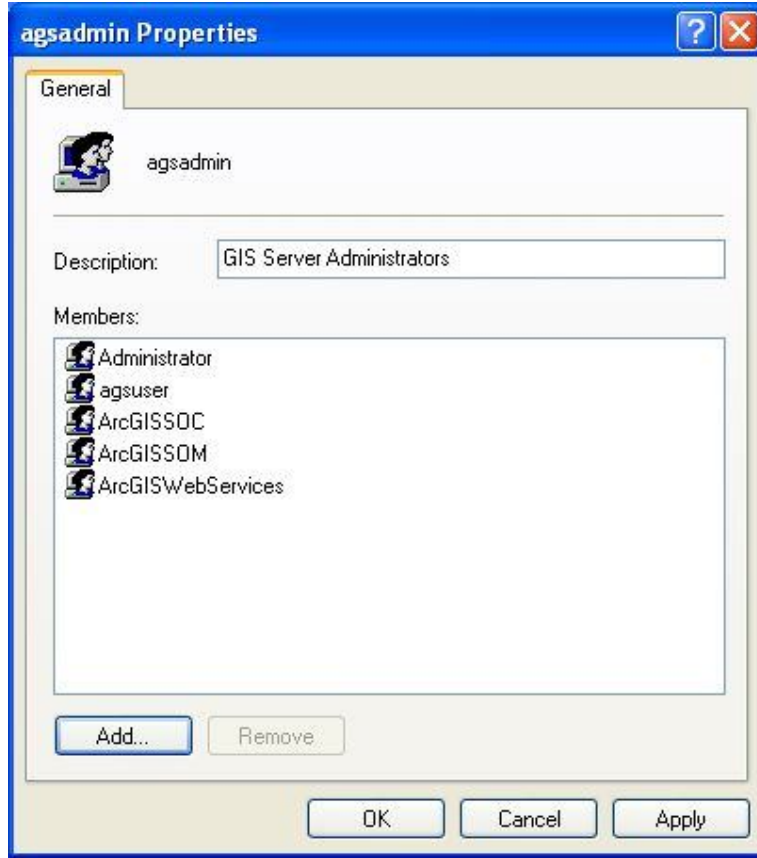 agsadmin Properties
General
agsadmin
Description: GIS Server Administrators
Members:
Administrator
agsuser
ArcGISSOC
ArcGISSOM
ArcGISWebServices
Add... Remove
OK Cancel Apply